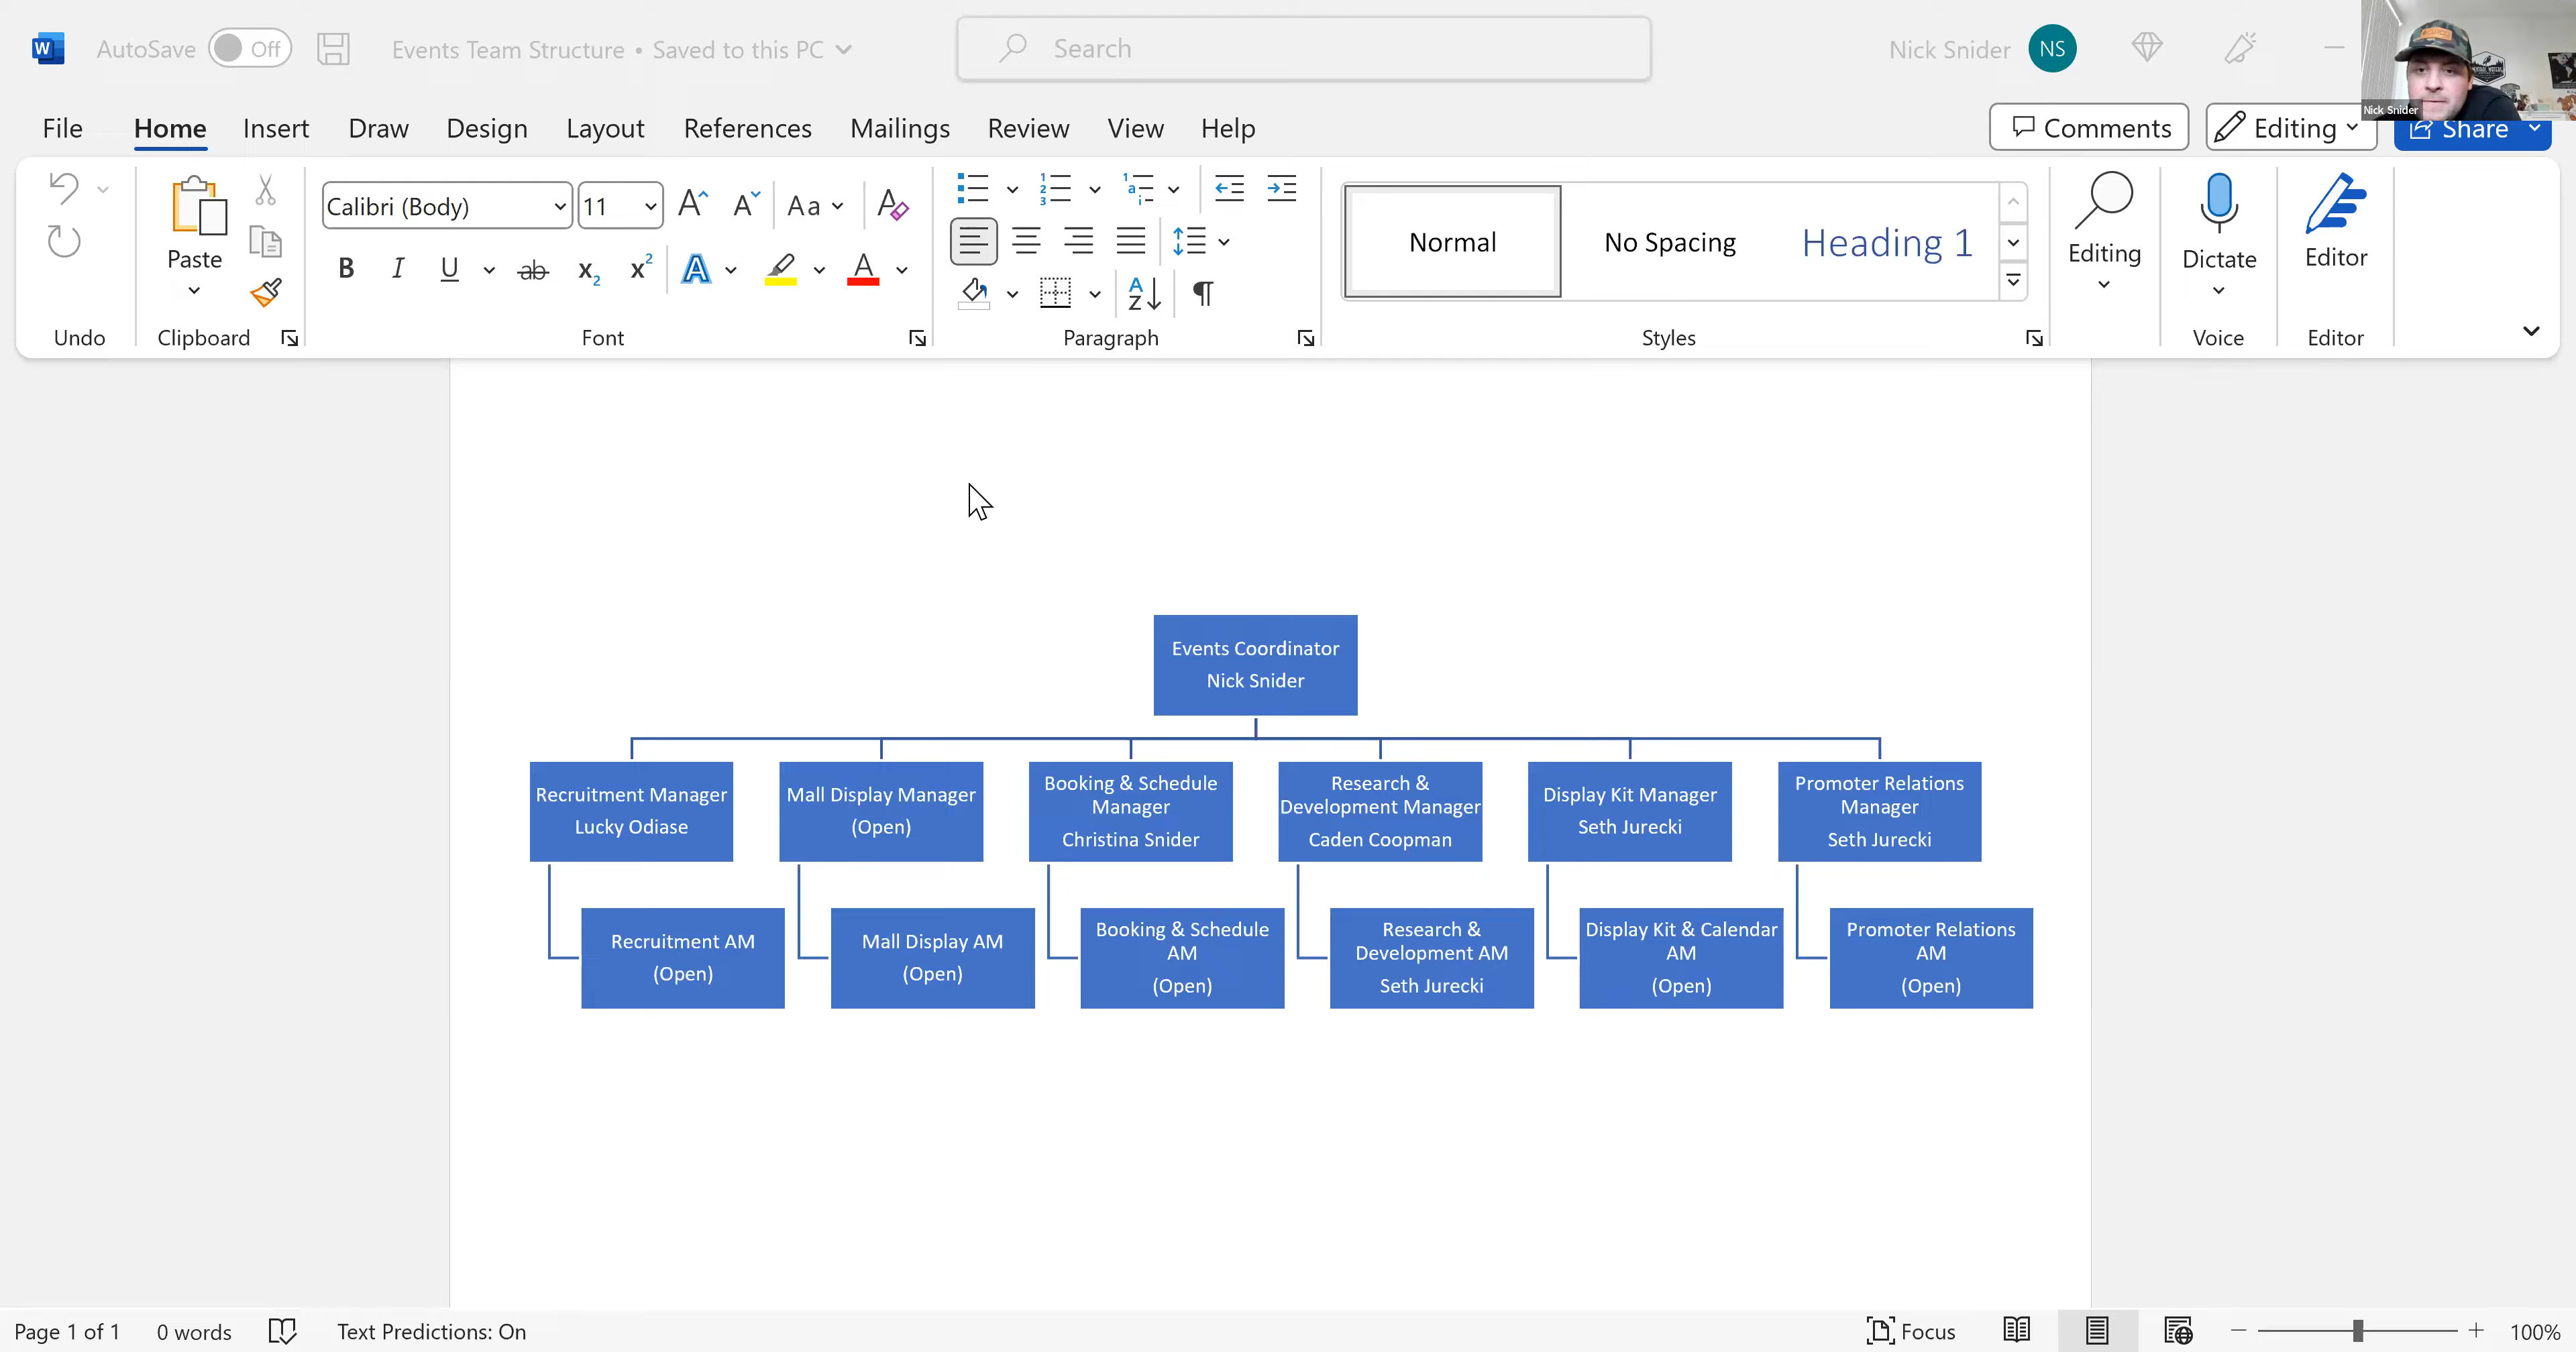 W AutoSave Off Events Team Structure • Saved to this PC Search Nick Snider NS
Nick Snider
File Home Insert Draw Design Layout References Mailings Review View Help Comments Editing Share
Calibri (Body) 11 Aa
Paste
B I U ab x₂ x² A A
Normal No Spacing Heading 1
Editing Dictate Editor
Undo Clipboard Font Paragraph Styles Voice Editor
Events Coordinator
Nick Snider
Recruitment Manager
Lucky Odiase
Mall Display Manager
(Open)
Booking & Schedule
Manager
Christina Snider
Research &
Development Manager
Caden Coopman
Display Kit Manager
Seth Jurecki
Promoter Relations
Manager
Seth Jurecki
Recruitment AM
(Open)
Mall Display AM
(Open)
Booking & Schedule
AM
(Open)
Research &
Development AM
Seth Jurecki
Display Kit & Calendar
AM
(Open)
Promoter Relations
AM
(Open)
Page 1 of 1 0 words Text Predictions: On Focus 100%